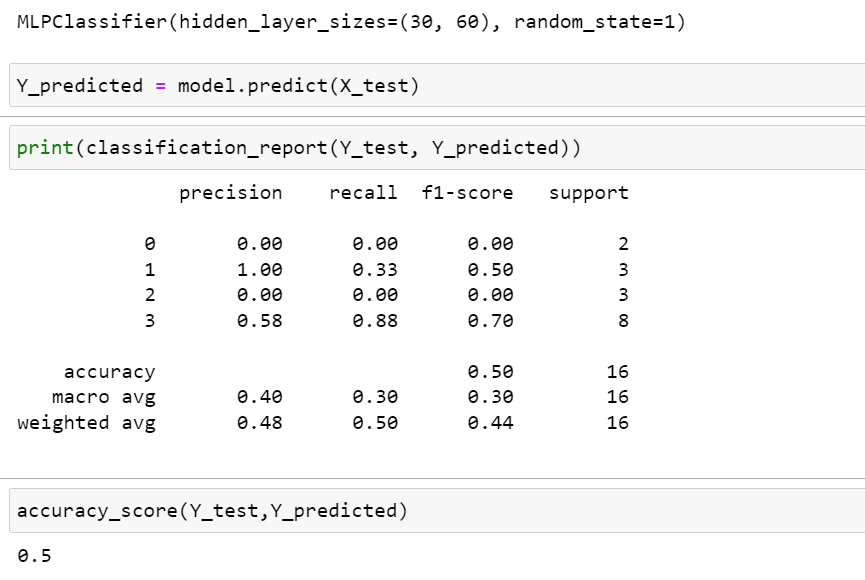 MLPClassifier(hidden_layer_sizes=(30, 60), random_state=1)
Y_predicted = model.predict(X_test)
print(classification_report(Y_test, Y_predicted))
precision recall f1-score support
0 0.00 0.00 0.00 2
1 1.00 0.33 0.50 3
2 0.00 0.00 0.00 3
3 0.58 0.88 0.70 8
accuracy 0.50 16
macro avg 0.40 0.30 0.30 16
weighted avg 0.48 0.50 0.44 16
accuracy_score(Y_test,Y_predicted)
0.5